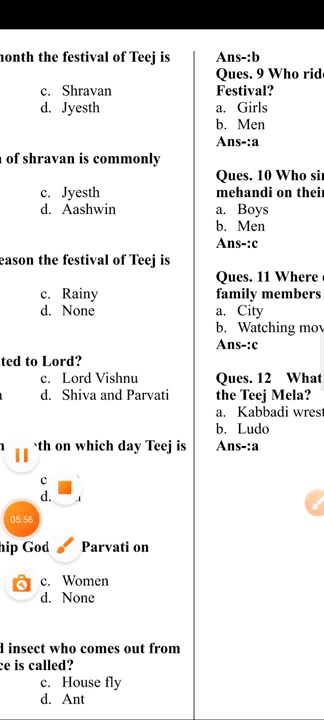 month the festival of Teej is
c. Shravan
d. Jyesth
of shravan is commonly
c. Jyesth
d. Aashwin
eason the festival of Teej is
c. Rainy
d. None
ted to Lord?
c. Lord Vishnu
d. Shiva and Parvati
th on which day Teej is
c
d.
05:56
hip God Parvati on
c. Women
d. None
d insect who comes out from
ce is called?
c. House fly
d. Ant
Ans-:b
Ques. 9 Who rid
Festival?
a. Girls
b. Men
Ans-:a
Ques. 10 Who si
mehandi on thei
a. Boys
b. Men
Ans-:c
Ques. 11 Where
family members
a. City
b. Watching mov
Ans-:c
Ques. 12 What
the Teej Mela?
a. Kabbadi wrest
b. Ludo
Ans-:a